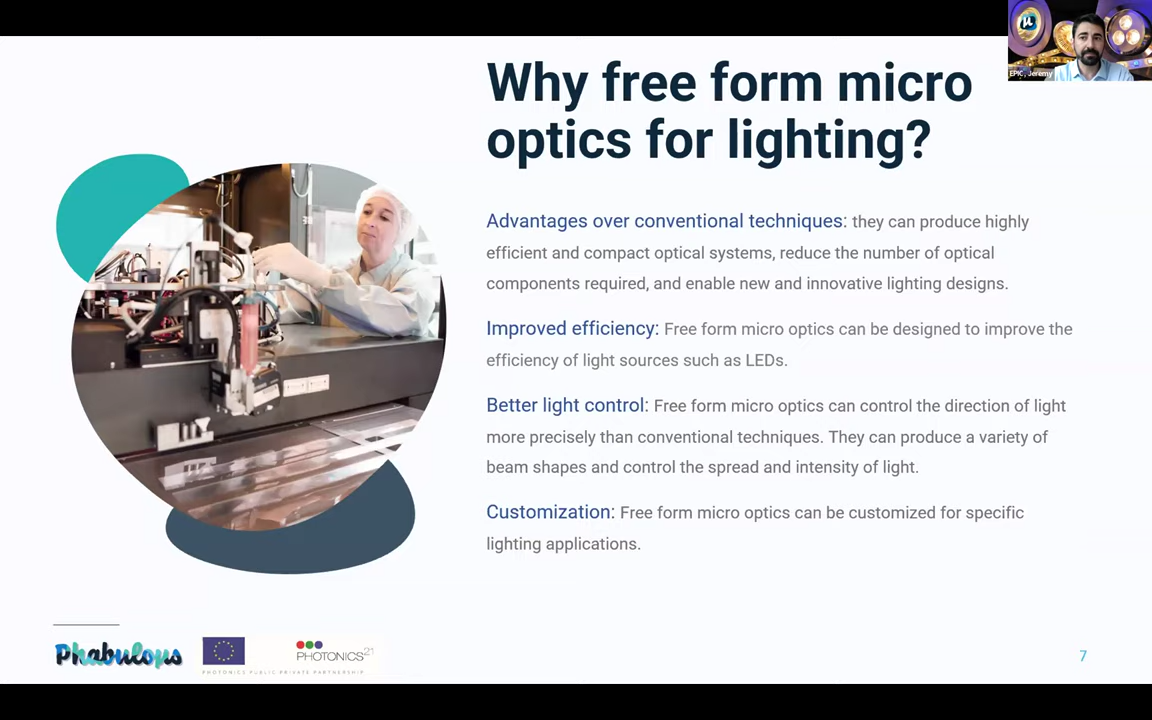 EPIC, Jeremy
Why free form micro
optics for lighting?
Advantages over conventional techniques: they can produce highly
efficient and compact optical systems, reduce the number of optical
components required, and enable new and innovative lighting designs.
Improved efficiency: Free form micro optics can be designed to improve the
efficiency of light sources such as LEDs.
Better light control: Free form micro optics can control the direction of light
more precisely than conventional techniques. They can produce a variety of
beam shapes and control the spread and intensity of light.
Customization: Free form micro optics can be customized for specific
lighting applications.
Phabulous
PHOTONICS21
PHOTONICS PUBLIC PRIVATE PARTNERSHIP
7